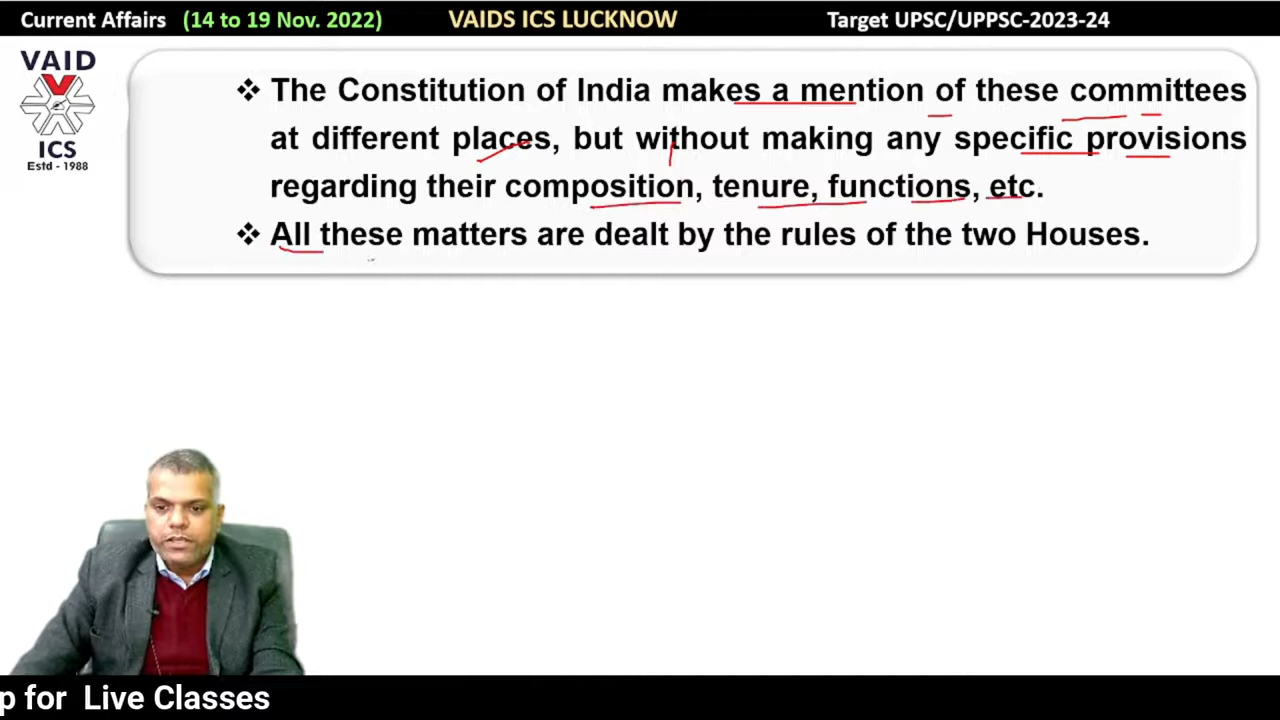 Current Affairs (14 to 19 Nov. 2022) VAIDS ICS LUCKNOW Target UPSC/UPPSC-2023-24
VAID
ICS
Estd - 1988
❖ The Constitution of India makes a mention of these committees
at different places, but without making any specific provisions
regarding their composition, tenure, functions, etc.
❖ All these matters are dealt by the rules of the two Houses.
p for Live Classes